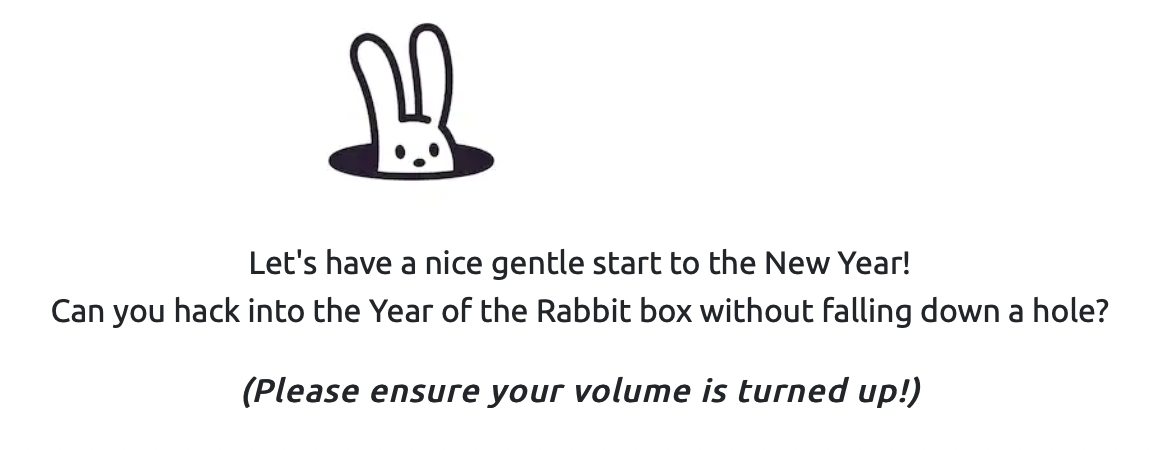 Let's have a nice gentle start to the New Year!
Can you hack into the Year of the Rabbit box without falling down a hole?
(Please ensure your volume is turned up!)